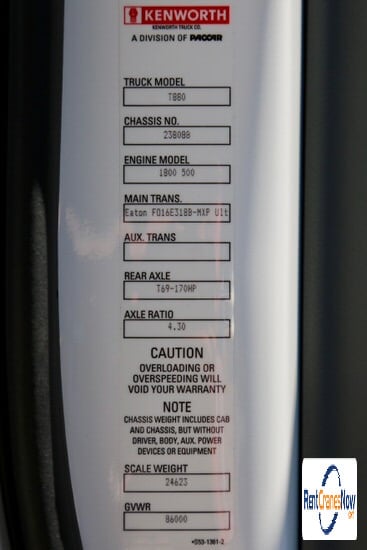 KENWORTH
KENWORTH TRUCK CO.
A DIVISION OF PACCAR
TRUCK MODEL
T880
CHASSIS NO.
238088
ENGINE MODEL
1800 500
MAIN TRANS.
Eaton FO16E318B-MXP Ult
AUX. TRANS
REAR AXLE
T69-170HP
AXLE RATIO
4.30
CAUTION
OVERLOADING OR
OVERSPEEDING WILL
VOID YOUR WARRANTY
NOTE
CHASSIS WEIGHT INCLUDES CAB
AND CHASSIS, BUT WITHOUT
DRIVER, BODY, AUX. POWER
DEVICES OR EQUIPMENT
SCALE WEIGHT
24623
GVWR
86000
RentCranesNow